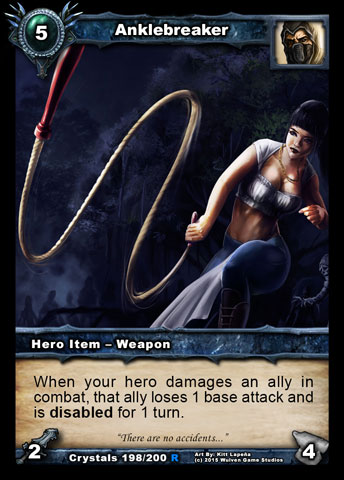 5
Anklebreaker
Hero Item – Weapon
When your hero damages an ally in
combat, that ally loses 1 base attack and
is disabled for 1 turn.
"There are no accidents..."
2
Crystals 198/200 R
Art By: Kitt Lapeña
(c) 2015 Wulven Game Studios
4